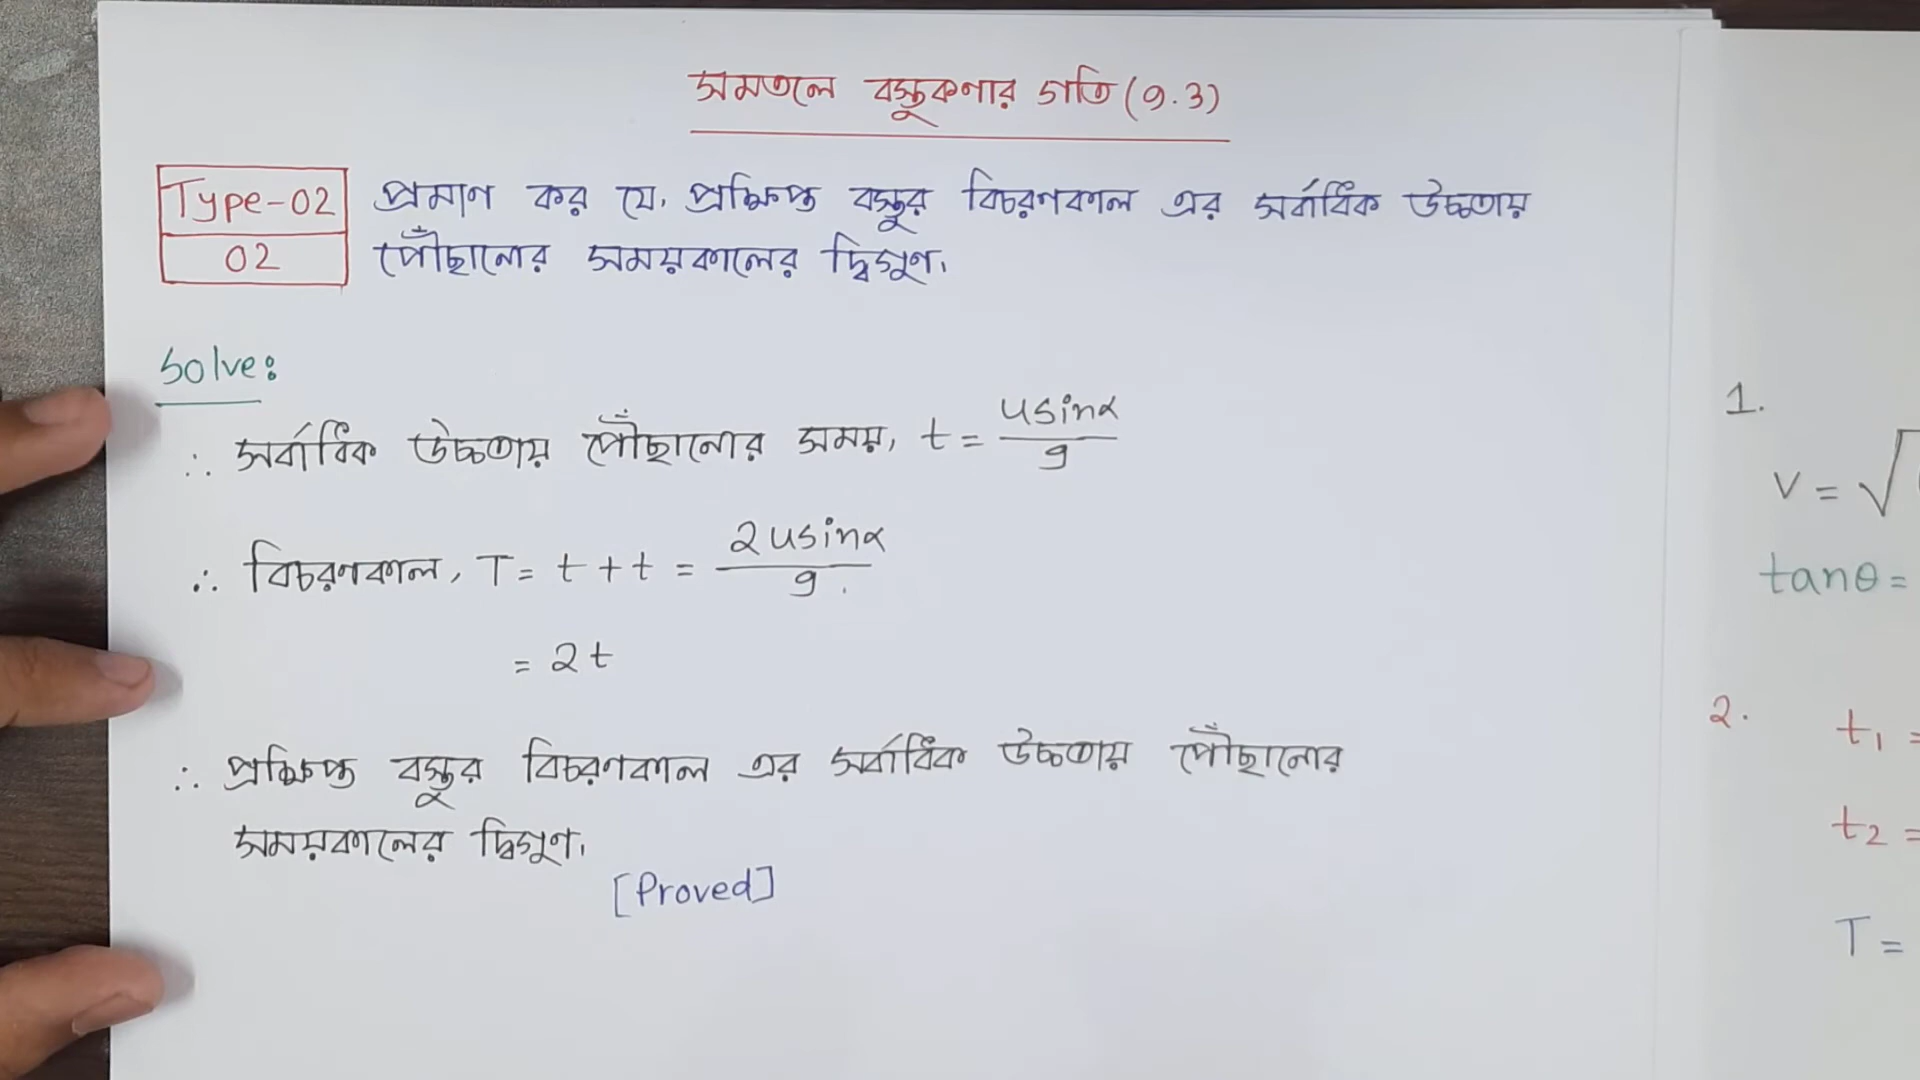 সমতলে বস্তুকণার গতি (9.3)
Type-02
02
প্রমাণ কর যে, প্রক্ষিপ্ত বস্তুর বিচরণকাল এর সর্বাধিক উচ্চতায়
পৌঁছানোর সময়কালের দ্বিগুণ।
Solve:
∴ সর্বাধিক উচ্চতায় পৌঁছানোর সময়, t = usinα/g
∴ বিচরণকাল, T = t + t = 2usinα/g
= 2t
∴ প্রক্ষিপ্ত বস্তুর বিচরণকাল এর সর্বাধিক উচ্চতায় পৌঁছানোর
সময়কালের দ্বিগুণ।
[Proved]
1.
v = √
tanθ =
2. t₁ =
t₂ =
T =